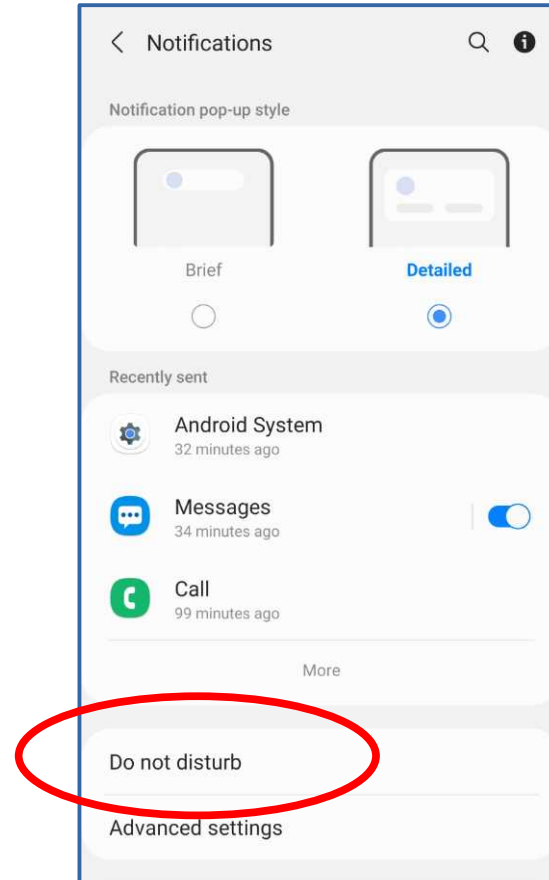 Notifications
Notification pop-up style
Brief
Detailed
Recently sent
Android System
32 minutes ago
Messages
34 minutes ago
Call
99 minutes ago
More
Do not disturb
Advanced settings